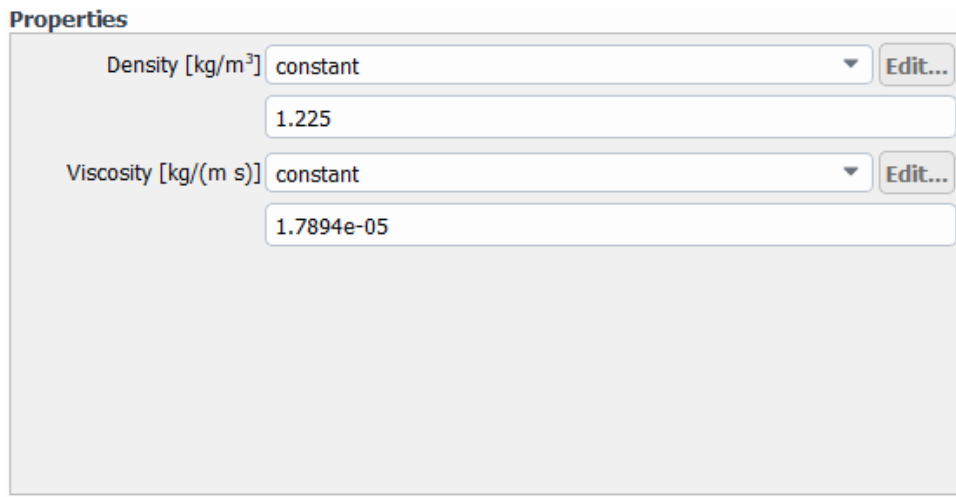 Properties
Density [kg/m³] constant Edit...
1.225
Viscosity [kg/(m s)] constant Edit...
1.7894e-05